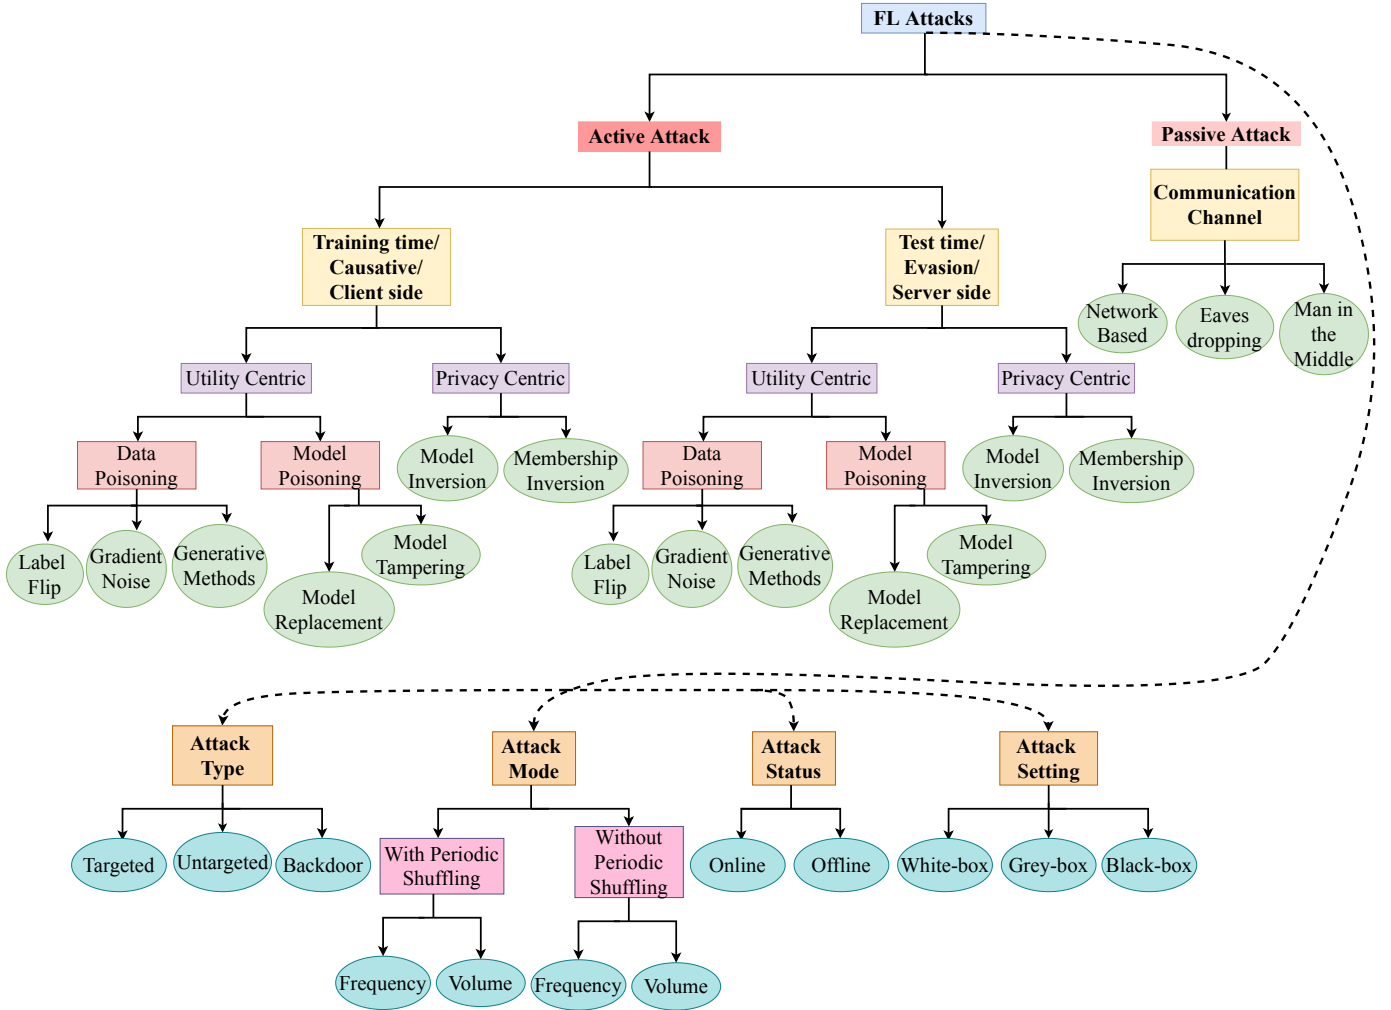 FL Attacks
Active Attack
Passive Attack
Communication
Channel
Training time/
Causative/
Client side
Test time/
Evasion/
Server side
Network
Based
Eaves
dropping
Man in
the
Middle
Utility Centric
Privacy Centric
Utility Centric
Privacy Centric
Data
Poisoning
Model
Poisoning
Model
Inversion
Membership
Inversion
Data
Poisoning
Model
Poisoning
Model
Inversion
Membership
Inversion
Label
Flip
Gradient
Noise
Generative
Methods
Model
Tampering
Model
Replacement
Label
Flip
Gradient
Noise
Generative
Methods
Model
Tampering
Model
Replacement
Attack
Type
Attack
Mode
Attack
Status
Attack
Setting
Targeted
Untargeted
Backdoor
With Periodic
Shuffling
Without
Periodic
Shuffling
Online
Offline
White-box
Grey-box
Black-box
Frequency
Volume
Frequency
Volume